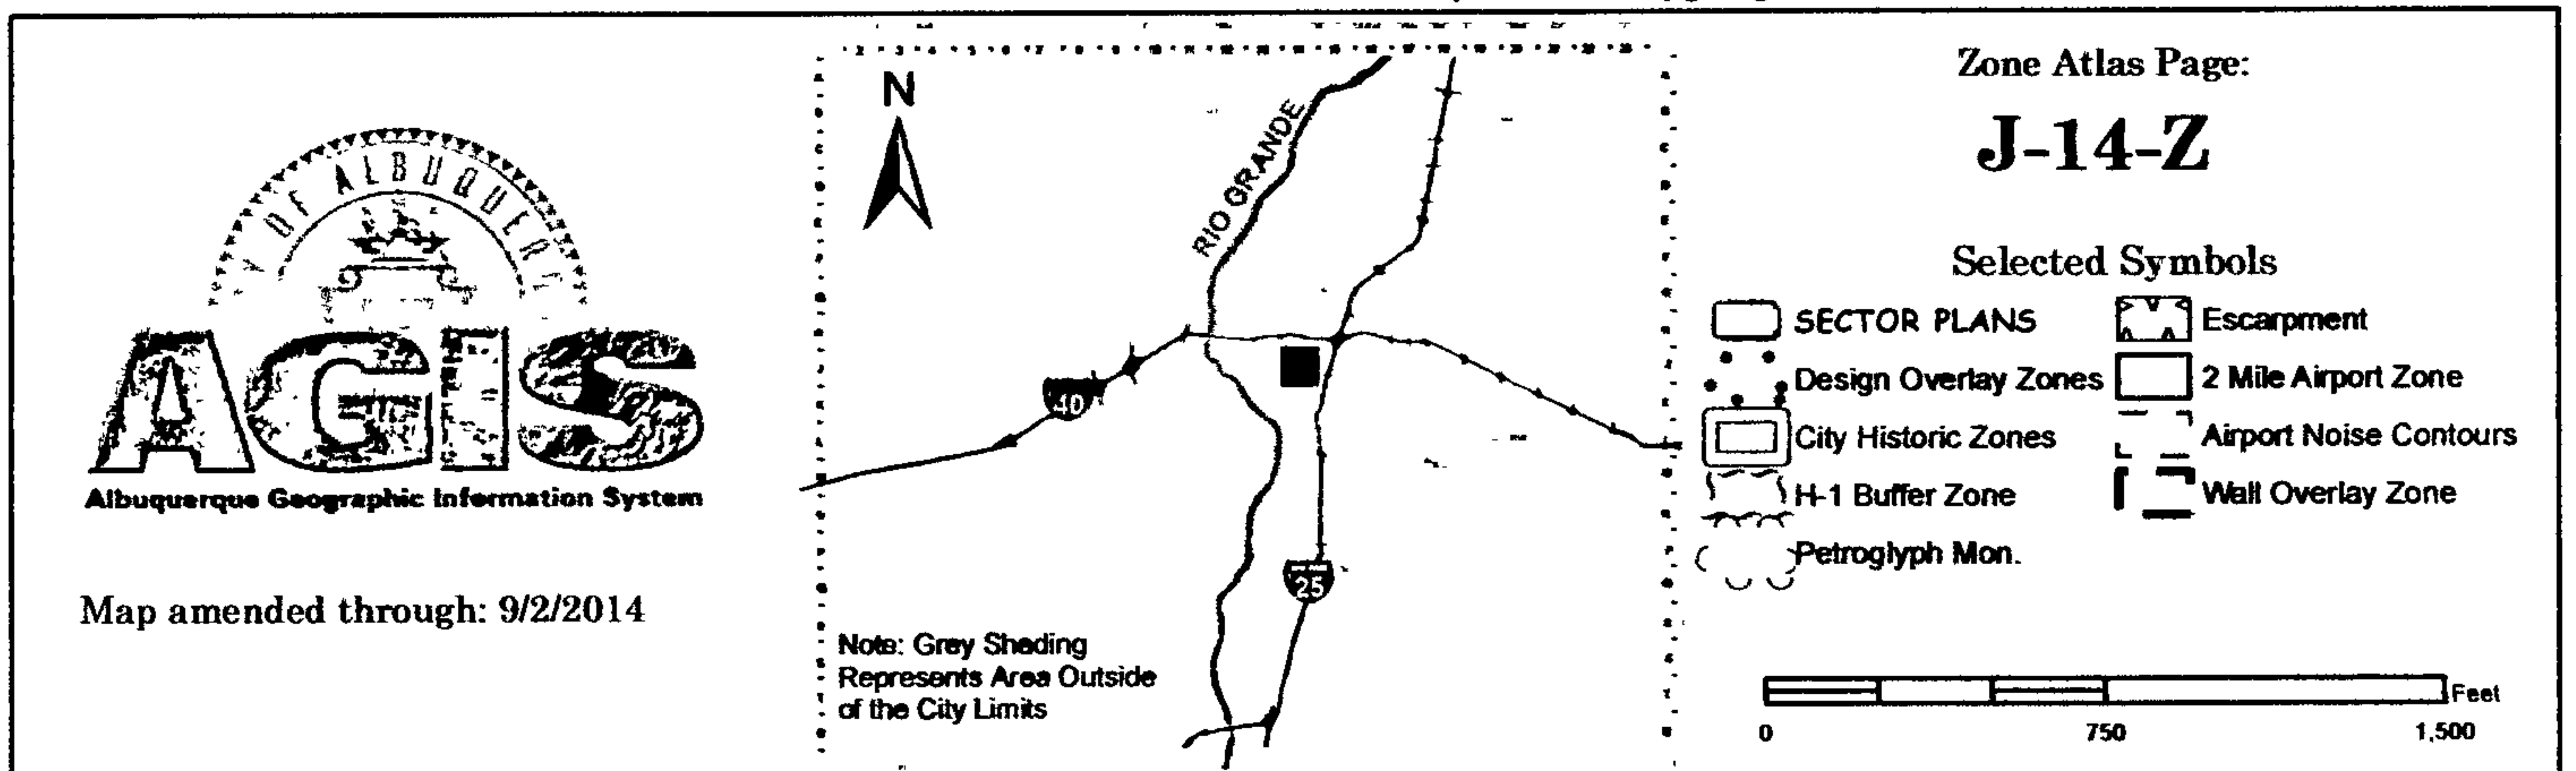 Y OF ALBUQUERQUE
AGIS
Albuquerque Geographic Information System
Map amended through: 9/2/2014
N
RIO GRANDE
40
25
Note: Grey Shading
Represents Area Outside
of the City Limits
Zone Atlas Page:
J-14-Z
Selected Symbols
SECTOR PLANS
Design Overlay Zones
City Historic Zones
H-1 Buffer Zone
Petroglyph Mon.
Escarpment
2 Mile Airport Zone
Airport Noise Contours
Wall Overlay Zone
Feet
0 750 1,500